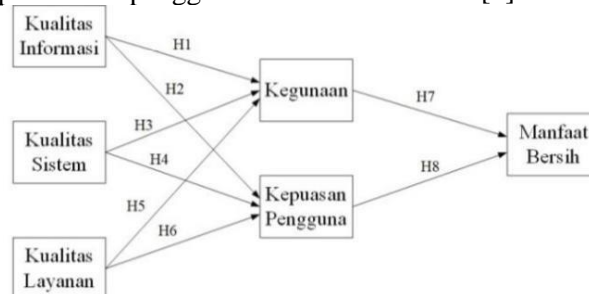 Kualitas
Informasi
H1
H2
Kegunaan
H7
H3
Kualitas
Sistem
H4
Manfaat
Bersih
H8
H5
Kepuasan
Pengguna
H6
Kualitas
Layanan